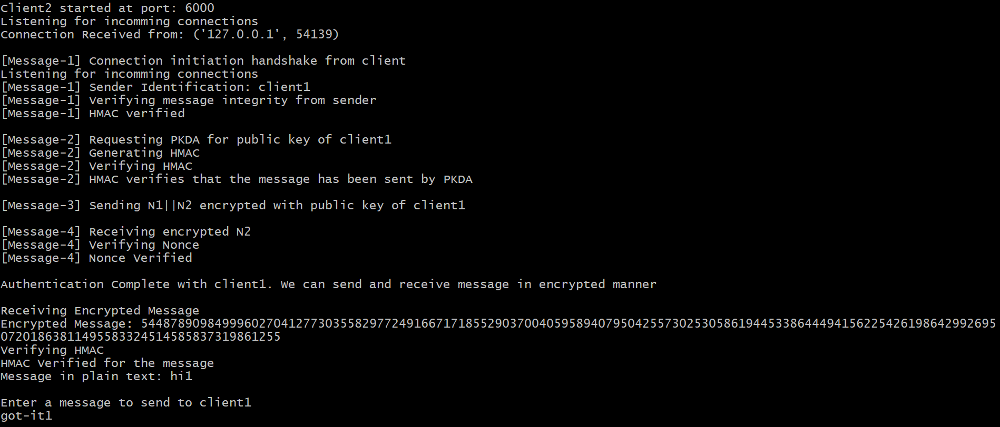 Client2 started at port: 6000
Listening for incomming connections
Connection Received from: ('127.0.0.1', 54139)
[Message-1] Connection initiation handshake from client
Listening for incomming connections
[Message-1] Sender Identification: client1
[Message-1] Verifying message integrity from sender
[Message-1] HMAC verified
[Message-2] Requesting PKDA for public key of client1
[Message-2] Generating HMAC
[Message-2] Verifying HMAC
[Message-2] HMAC verifies that the message has been sent by PKDA
[Message-3] Sending N1||N2 encrypted with public key of client1
[Message-4] Receiving encrypted N2
[Message-4] Verifying Nonce
[Message-4] Nonce Verified
Authentication Complete with client1. We can send and receive message in encrypted manner
Receiving Encrypted Message
Encrypted Message: 54487890984999602704127730355829772491667171855290370040595894079504255730253058619445338644494156225426198642992695
07201863811495583324514585837319861255
Verifying HMAC
HMAC Verified for the message
Message in plain text: hi1
Enter a message to send to client1
got-it1